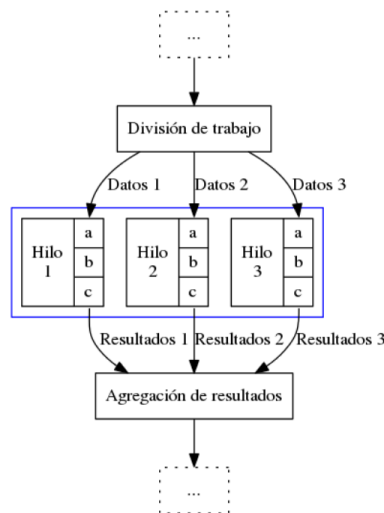 ...
División de trabajo
Datos 1 Datos 2 Datos 3
Hilo 1 a b c
Hilo 2 a b c
Hilo 3 a b c
Resultados 1 Resultados 2 Resultados 3
Agregación de resultados
...